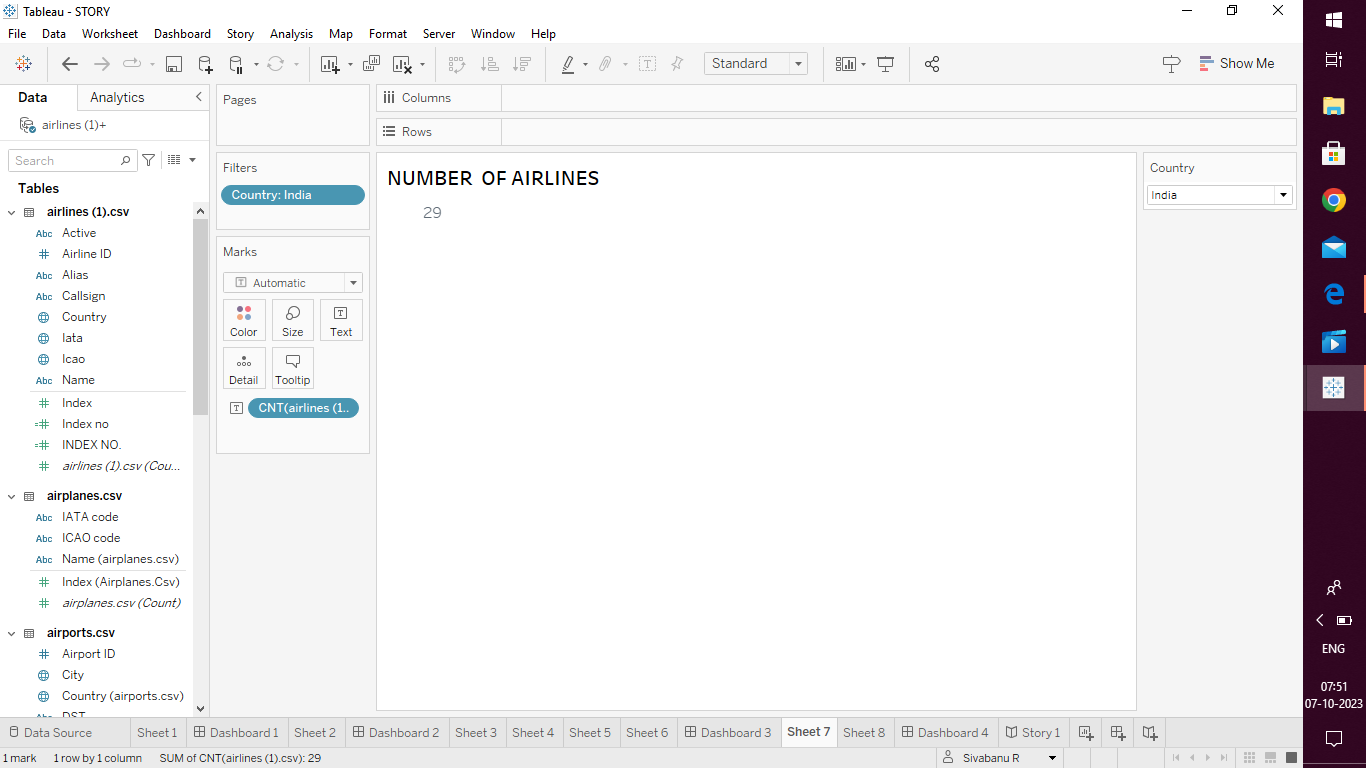 Tableau - STORY
File Data Worksheet Dashboard Story Analysis Map Format Server Window Help
Standard
Show Me
Data Analytics
airlines (1)+
Search
Tables
airlines (1).csv
Abc Active
Airline ID
Abc Alias
Abc Callsign
Country
Iata
Icao
Abc Name
Index
Index no
INDEX NO.
airlines (1).csv (Cou...
airplanes.csv
Abc IATA code
Abc ICAO code
Abc Name (airplanes.csv)
Index (Airplanes.Csv)
airplanes.csv (Count)
airports.csv
Airport ID
City
Country (airports.csv)
Abc DST
Pages
Filters
Country: India
Marks
Automatic
Color Size Text
Detail Tooltip
CNT(airlines (1..
Columns
Rows
NUMBER OF AIRLINES
29
Country
India
Data Source Sheet 1 Dashboard 1 Sheet 2 Dashboard 2 Sheet 3 Sheet 4 Sheet 5 Sheet 6 Dashboard 3 Sheet 7 Sheet 8 Dashboard 4 Story 1
1 mark 1 row by 1 column SUM of CNT(airlines (1).csv): 29
Sivabanu R
ENG
07:51
07-10-2023